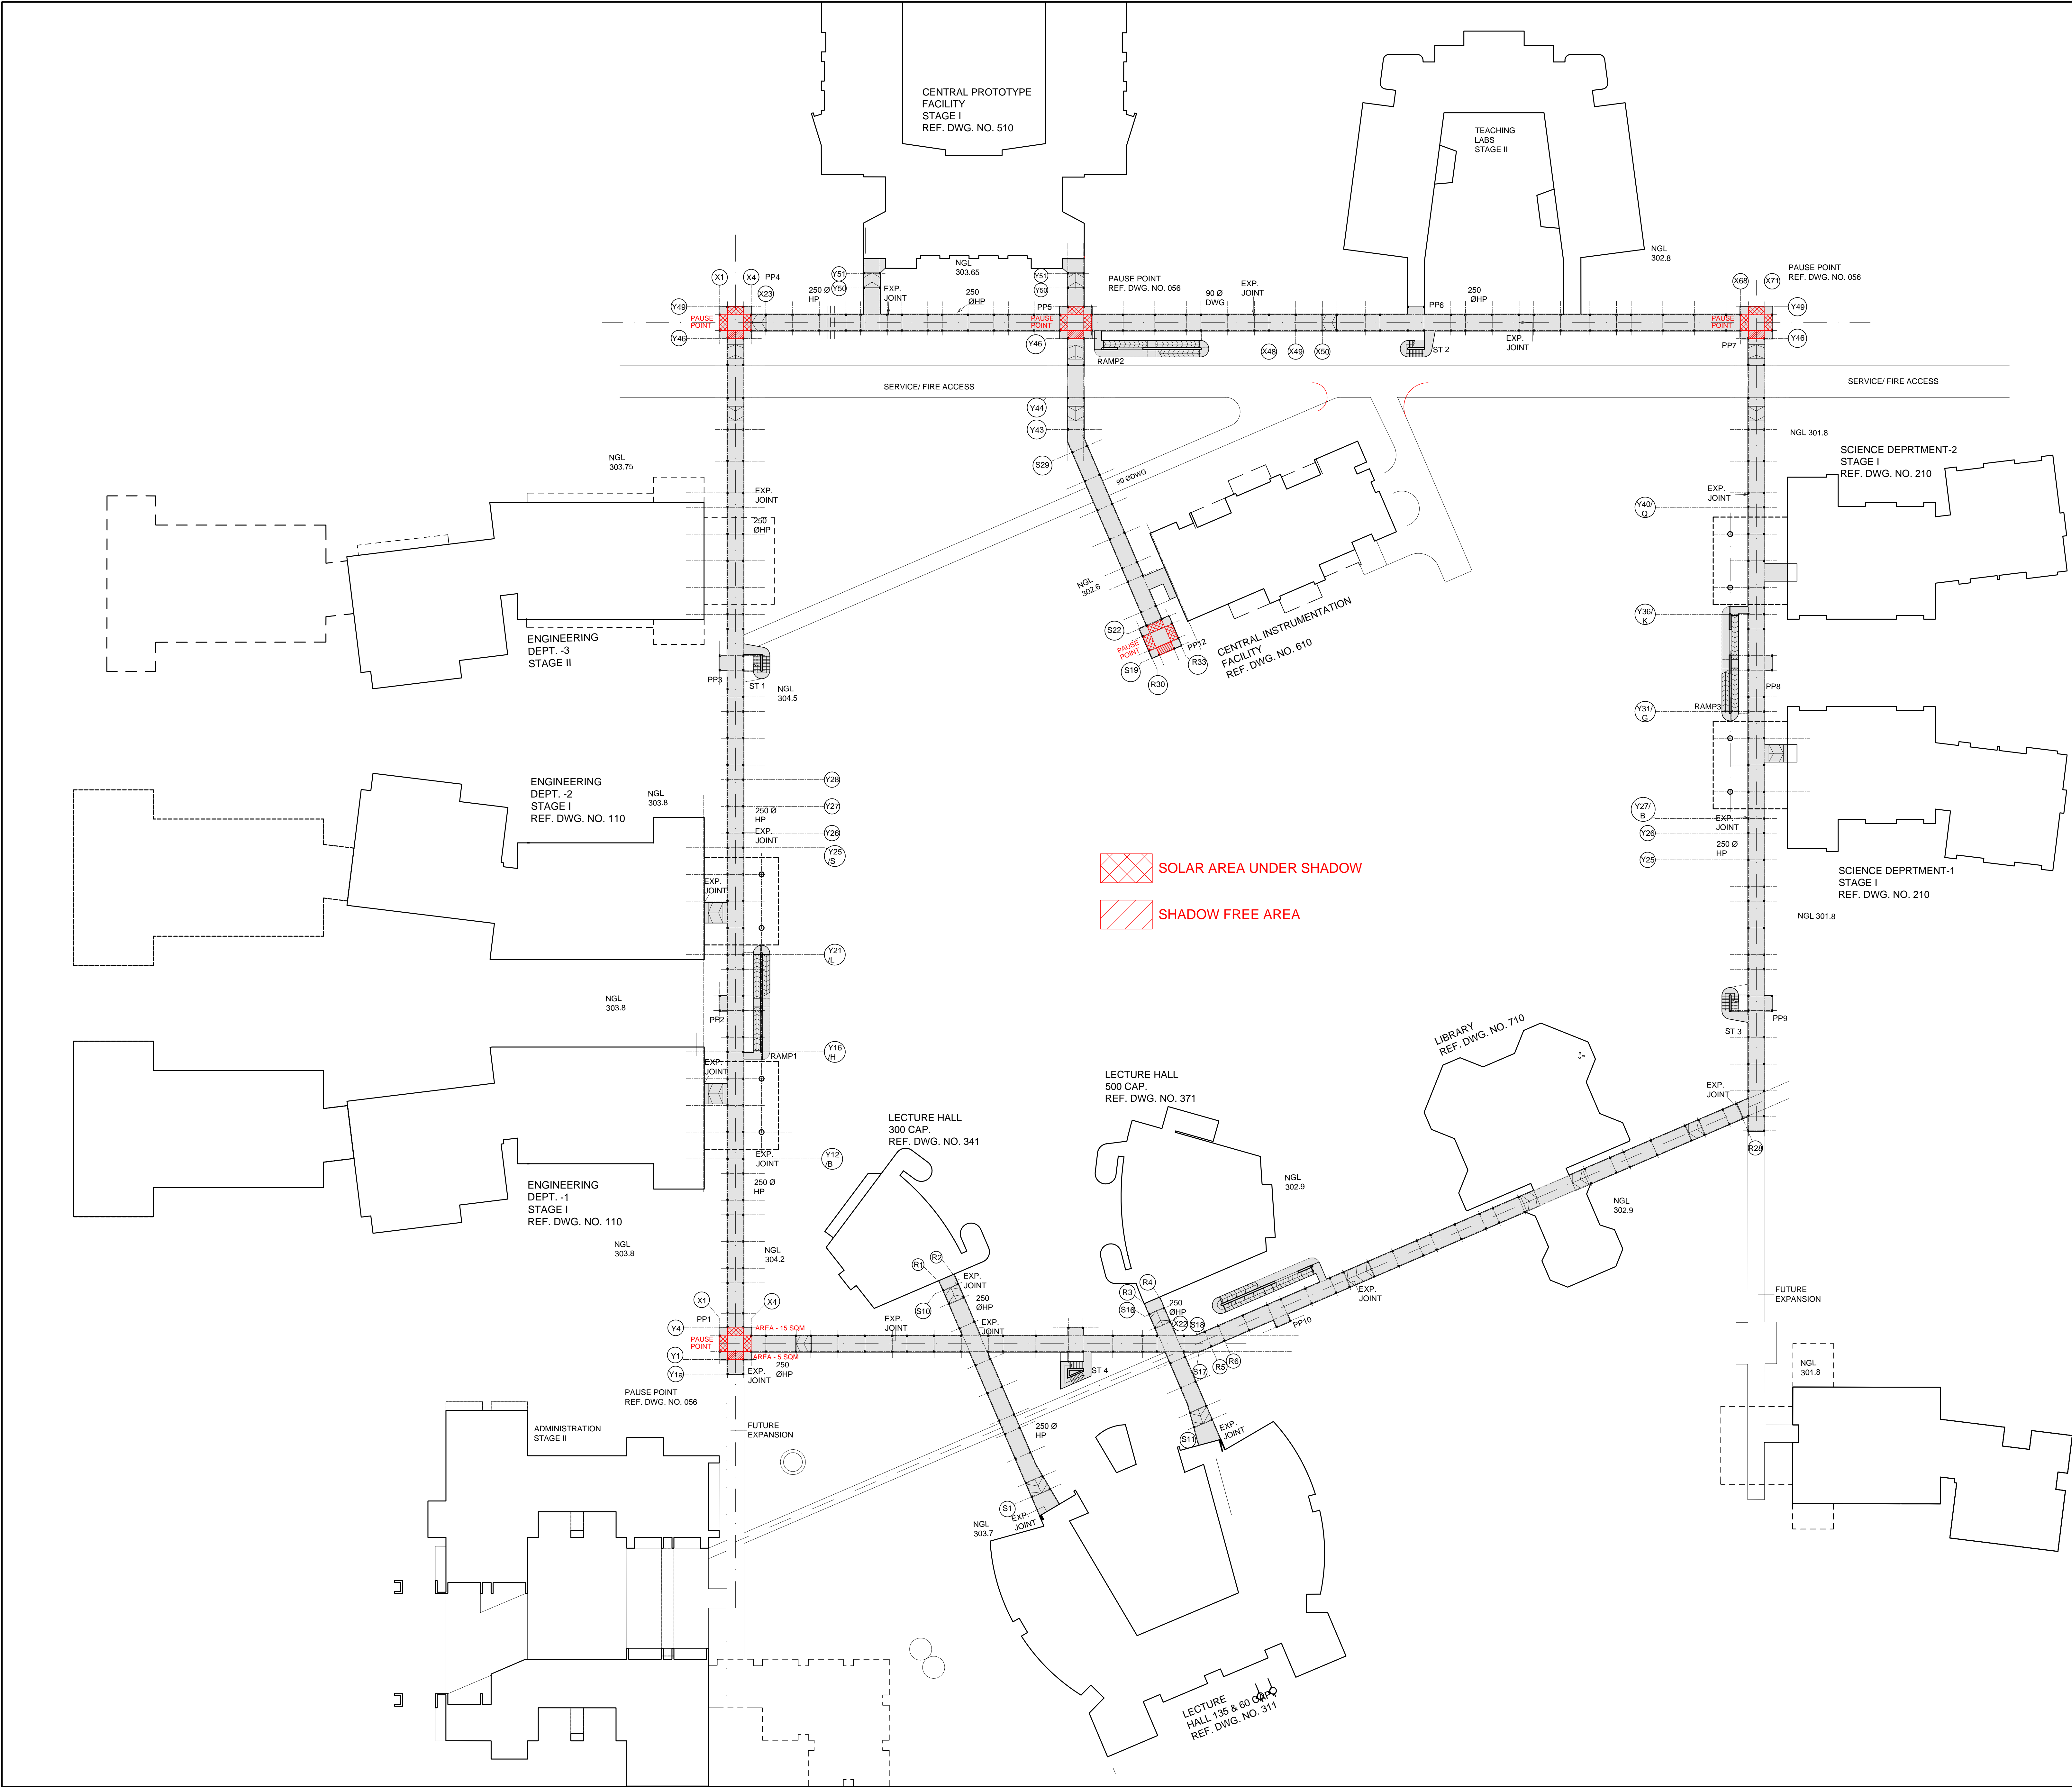 CENTRAL PROTOTYPE
FACILITY
STAGE I
REF. DWG. NO. 510
TEACHING
LABS
STAGE II
NGL
302.8
NGL
303.65
PAUSE POINT
REF. DWG. NO. 056
PAUSE POINT
REF. DWG. NO. 056
X1
X4
PP4
X23
Y51
Y50
250 Ø
HP
EXP.
JOINT
250
ØHP
Y51
Y50
PP5
90 Ø
DWG
EXP.
JOINT
PP6
250
ØHP
X68
X71
Y49
PAUSE
POINT
Y46
PAUSE
POINT
Y46
RAMP2
X48
X49
X50
ST 2
EXP.
JOINT
PAUSE
POINT
PP7
Y49
Y46
SERVICE/ FIRE ACCESS
SERVICE/ FIRE ACCESS
Y44
Y43
S29
90 ØDWG
NGL 301.8
SCIENCE DEPRTMENT-2
STAGE I
REF. DWG. NO. 210
NGL
303.75
EXP.
JOINT
250
ØHP
EXP.
JOINT
Y40/
Q
NGL
302.6
Y36/
K
S22
PAUSE
POINT
S19
R30
R33
PP12
CENTRAL INSTRUMENTATION
FACILITY
REF. DWG. NO. 610
ENGINEERING
DEPT. -3
STAGE II
PP3
ST 1
NGL
304.5
PP8
RAMP3
Y31/
G
ENGINEERING
DEPT. -2
STAGE I
REF. DWG. NO. 110
NGL
303.8
Y28
Y27
250 Ø
HP
EXP.
JOINT
Y26
Y25
/S
Y27/
B
EXP.
JOINT
Y26
250 Ø
HP
Y25
SOLAR AREA UNDER SHADOW
SHADOW FREE AREA
SCIENCE DEPRTMENT-1
STAGE I
REF. DWG. NO. 210
NGL 301.8
EXP.
JOINT
Y21
/L
NGL
303.8
PP2
RAMP1
Y16
/H
EXP.
JOINT
PP9
ST 3
LIBRARY
REF. DWG. NO. 710
LECTURE HALL
500 CAP.
REF. DWG. NO. 371
EXP.
JOINT
R28
LECTURE HALL
300 CAP.
REF. DWG. NO. 341
EXP.
JOINT
Y12
/B
250 Ø
HP
ENGINEERING
DEPT. -1
STAGE I
REF. DWG. NO. 110
NGL
302.9
NGL
302.9
NGL
303.8
NGL
304.2
R1
R2
EXP.
JOINT
S10
250
ØHP
R3
R4
S16
250
ØHP
X22
S18
EXP.
JOINT
FUTURE
EXPANSION
X1
X4
PP1
Y4
AREA - 15 SQM
PAUSE
POINT
Y1
AREA - 5 SQM
Y1a
EXP.
JOINT
250
ØHP
EXP.
JOINT
EXP.
JOINT
ST 4
PP10
S17
R5
R6
NGL
301.8
PAUSE POINT
REF. DWG. NO. 056
ADMINISTRATION
STAGE II
FUTURE
EXPANSION
250 Ø
HP
S11
EXP.
JOINT
S1
EXP.
JOINT
NGL
303.7
LECTURE
HALL 135 & 60 CAP.
REF. DWG. NO. 311